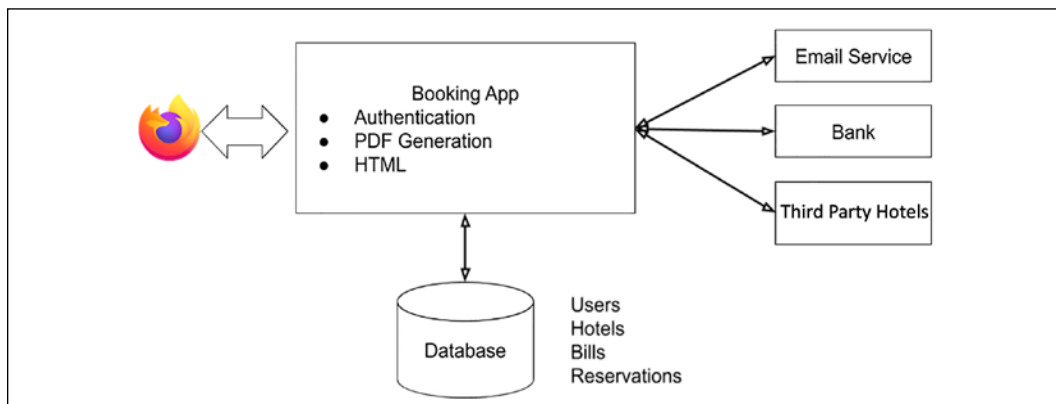 Booking App
● Authentication
● PDF Generation
● HTML
Email Service
Bank
Third Party Hotels
Database
Users
Hotels
Bills
Reservations